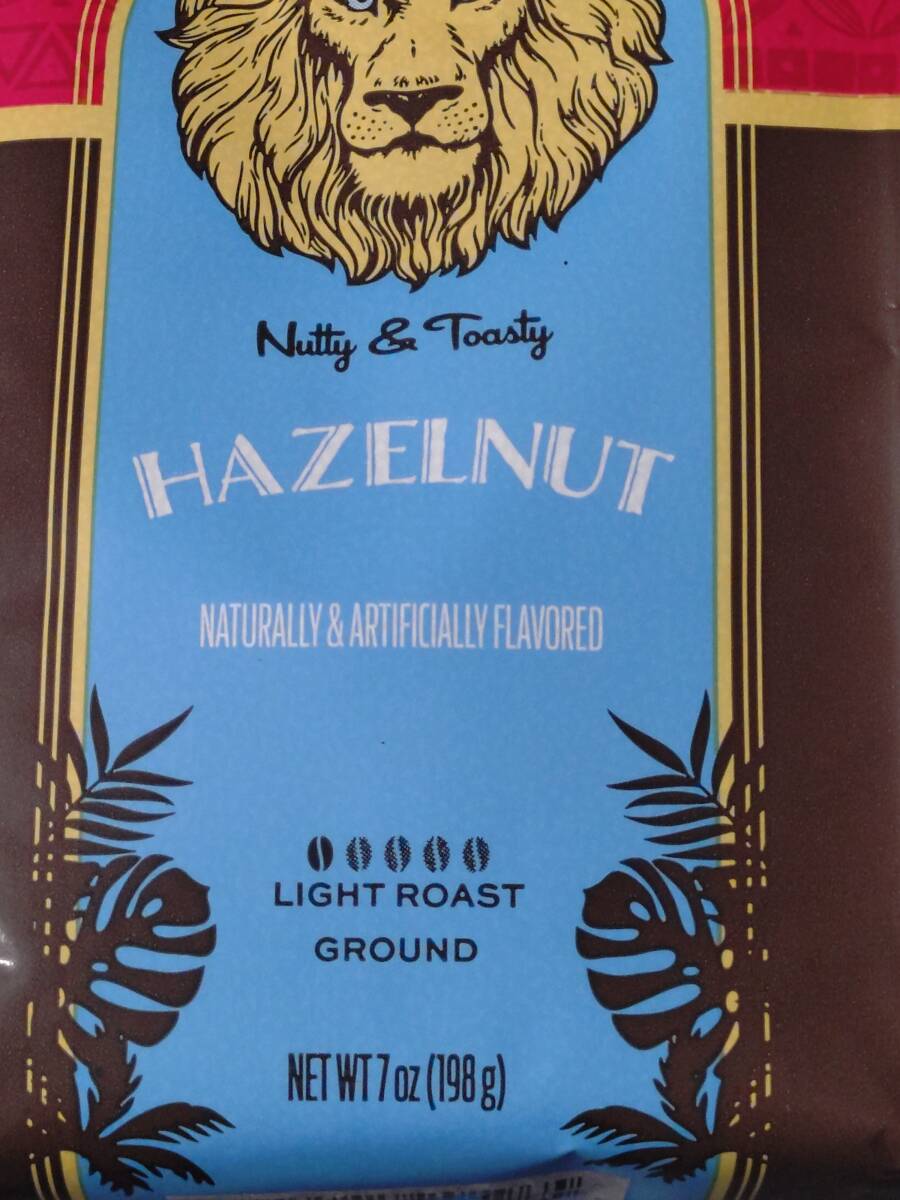 Nutty & Toasty
HAZELNUT
NATURALLY & ARTIFICIALLY FLAVORED
LIGHT ROAST
GROUND
NET WT 7 oz (198 g)